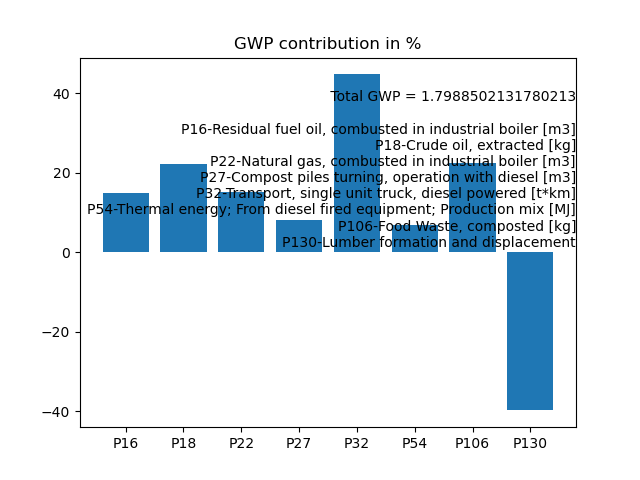 GWP contribution in %
Total GWP = 1.7988502131780213
P16-Residual fuel oil, combusted in industrial boiler [m3]
P18-Crude oil, extracted [kg]
P22-Natural gas, combusted in industrial boiler [m3]
P27-Compost piles turning, operation with diesel [m3]
P32-Transport, single unit truck, diesel powered [t*km]
P54-Thermal energy; From diesel fired equipment; Production mix [MJ]
P106-Food Waste, composted [kg]
P130-Lumber formation and displacement
40
20
0
−20
−40
P16 P18 P22 P27 P32 P54 P106 P130